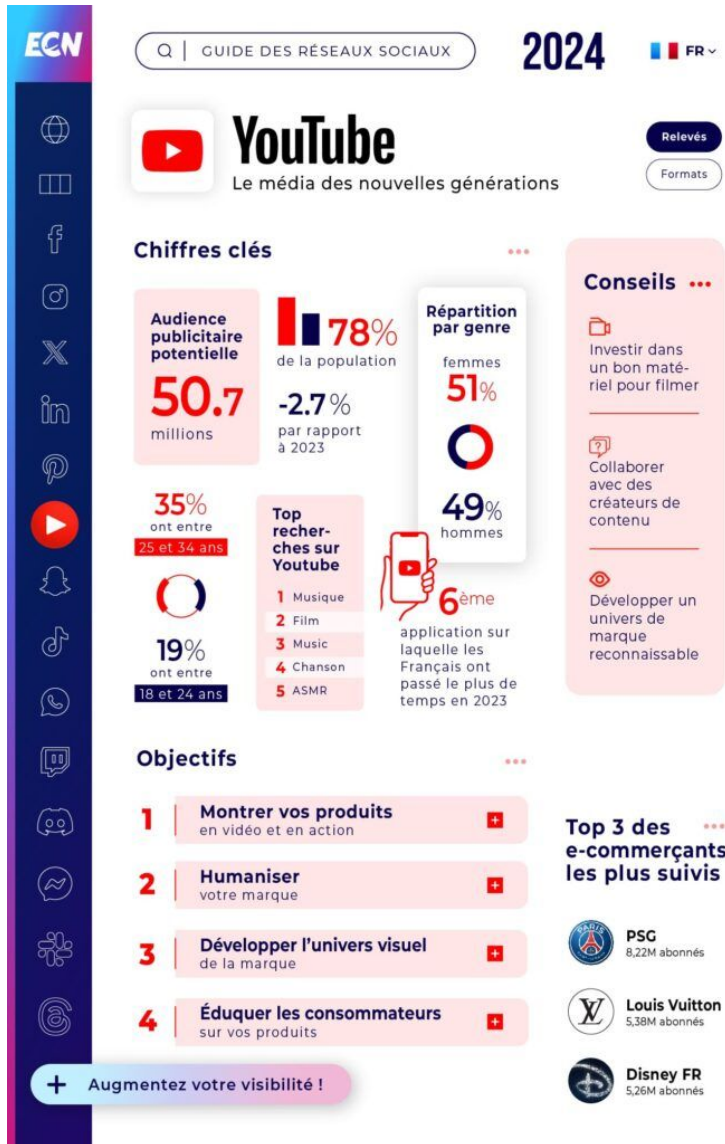 ECN
GUIDE DES RÉSEAUX SOCIAUX
2024
FR
YouTube
Le média des nouvelles générations
Relevés
Formats
Chiffres clés
Audience
publicitaire
potentielle
50.7
millions
78%
de la population
-2.7%
par rapport
à 2023
Répartition
par genre
femmes
51%
49%
hommes
35%
ont entre
25 et 34 ans
19%
ont entre
18 et 24 ans
Top
recher-
ches sur
Youtube
1 Musique
2 Film
3 Music
4 Chanson
5 ASMR
6ème
application sur
laquelle les
Français ont
passé le plus de
temps en 2023
Conseils
Investir dans
un bon maté-
riel pour filmer
Collaborer
avec des
créateurs de
contenu
Développer un
univers de
marque
reconnaissable
Objectifs
1 Montrer vos produits
en vidéo et en action
2 Humaniser
votre marque
3 Développer l'univers visuel
de la marque
4 Éduquer les consommateurs
sur vos produits
Top 3 des
e-commerçants
les plus suivis
PARIS
PSG
8,22M abonnés
LV
Louis Vuitton
5,38M abonnés
Disney FR
5,26M abonnés
+ Augmentez votre visibilité !